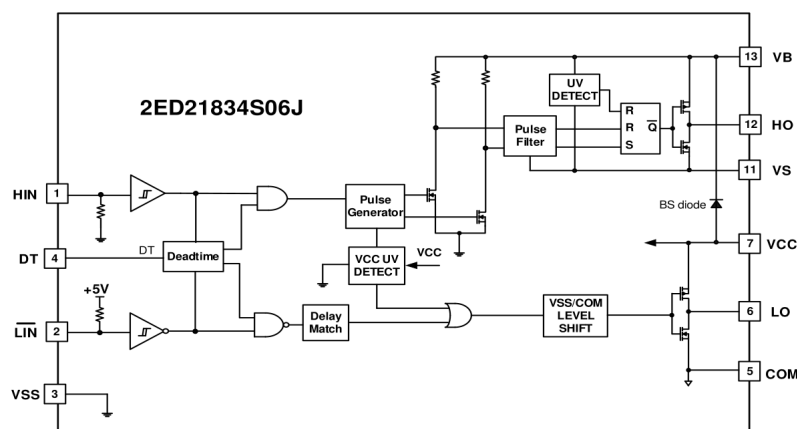 2ED21834S06J
13 VB
UV
DETECT
R
R Q̅
S
12 HO
Pulse
Filter
11 VS
HIN 1
Pulse
Generator
BS diode
DT 4
DT
Deadtime
VCC UV
DETECT
VCC
7 VCC
+5V
VSS/COM
LEVEL
SHIFT
6 LO
L̅I̅N̅ 2
Delay
Match
5 COM
VSS 3